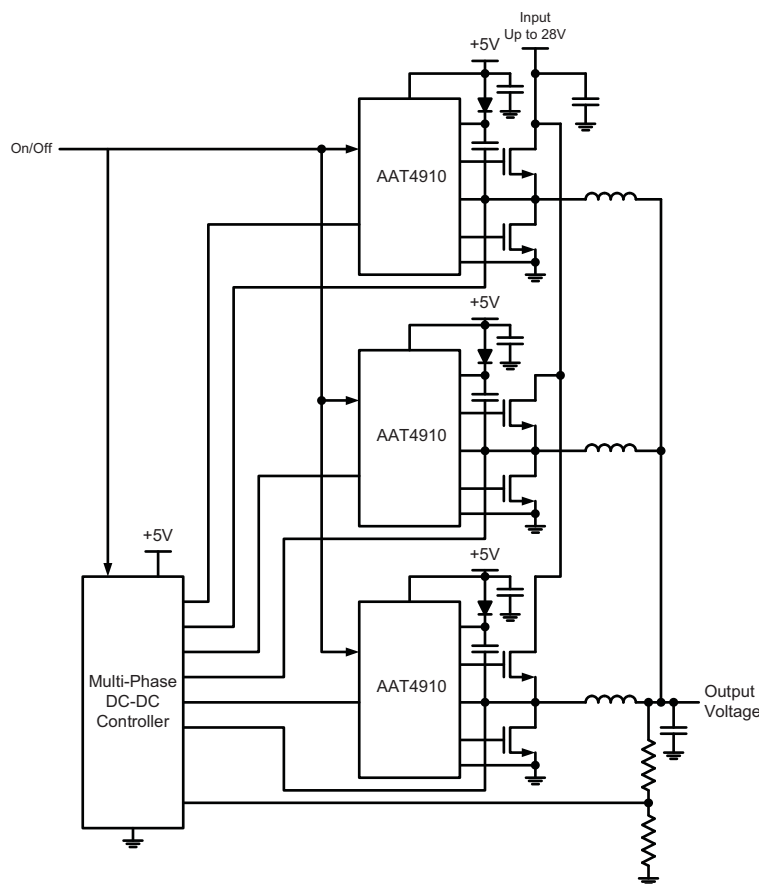 Input
Up to 28V
+5V
On/Off
AAT4910
+5V
AAT4910
+5V
+5V
AAT4910
Multi-Phase
DC-DC
Controller
Output
Voltage